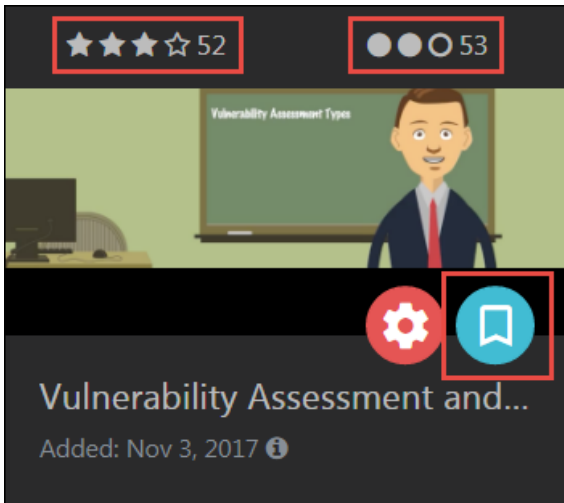 52
53
Vulnerability Assessment Types
Vulnerability Assessment and...
Added: Nov 3, 2017